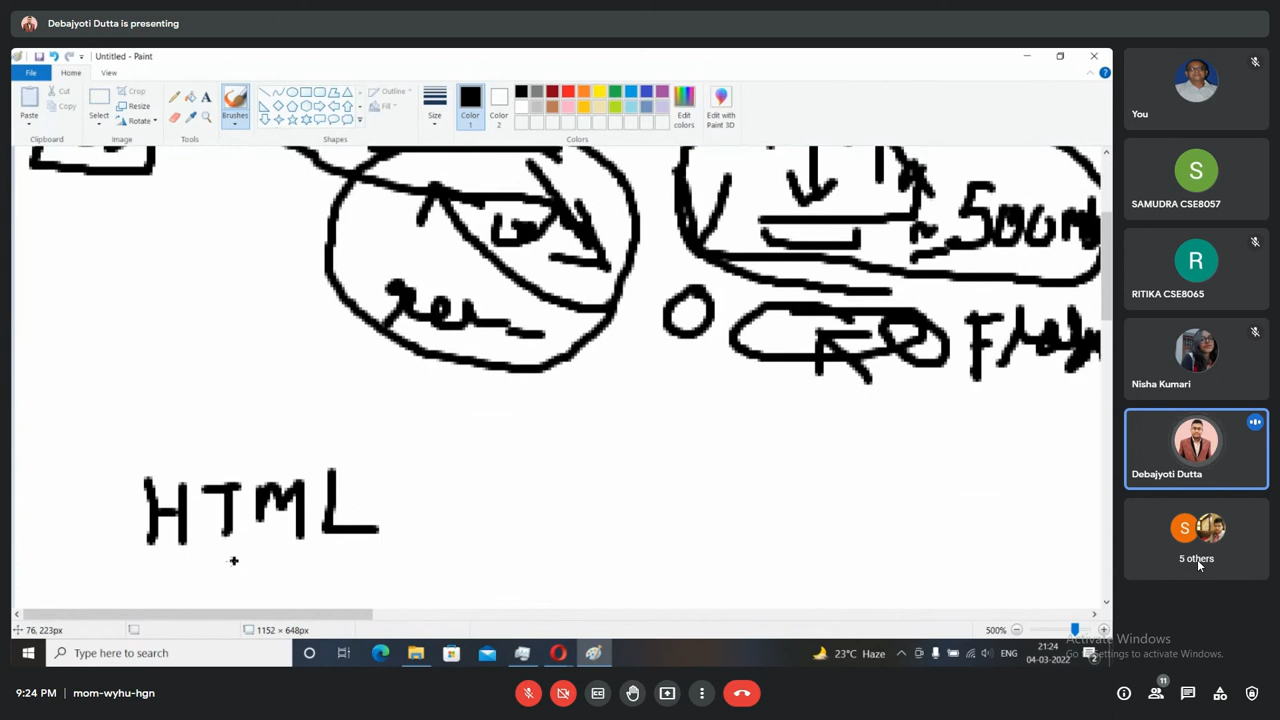 Debajyoti Dutta is presenting
Untitled - Paint
File Home View
Paste Cut Copy
Clipboard
Select Crop Resize Rotate
Image
Tools
Brushes
Shapes
Outline
Fill
Size
Color 1
Color 2
Edit colors
Colors
Edit with Paint 3D
You
SAMUDRA CSE8057
S
RITIKA CSE8065
R
Nisha Kumari
Debajyoti Dutta
S
5 others
HTML
76, 223px
1152 × 648px
500%
Activate Windows
Go to Settings to activate Windows.
Type here to search
23°C Haze
ENG
21:24
04-03-2022
2
9:24 PM mom-wyhu-hgn
11